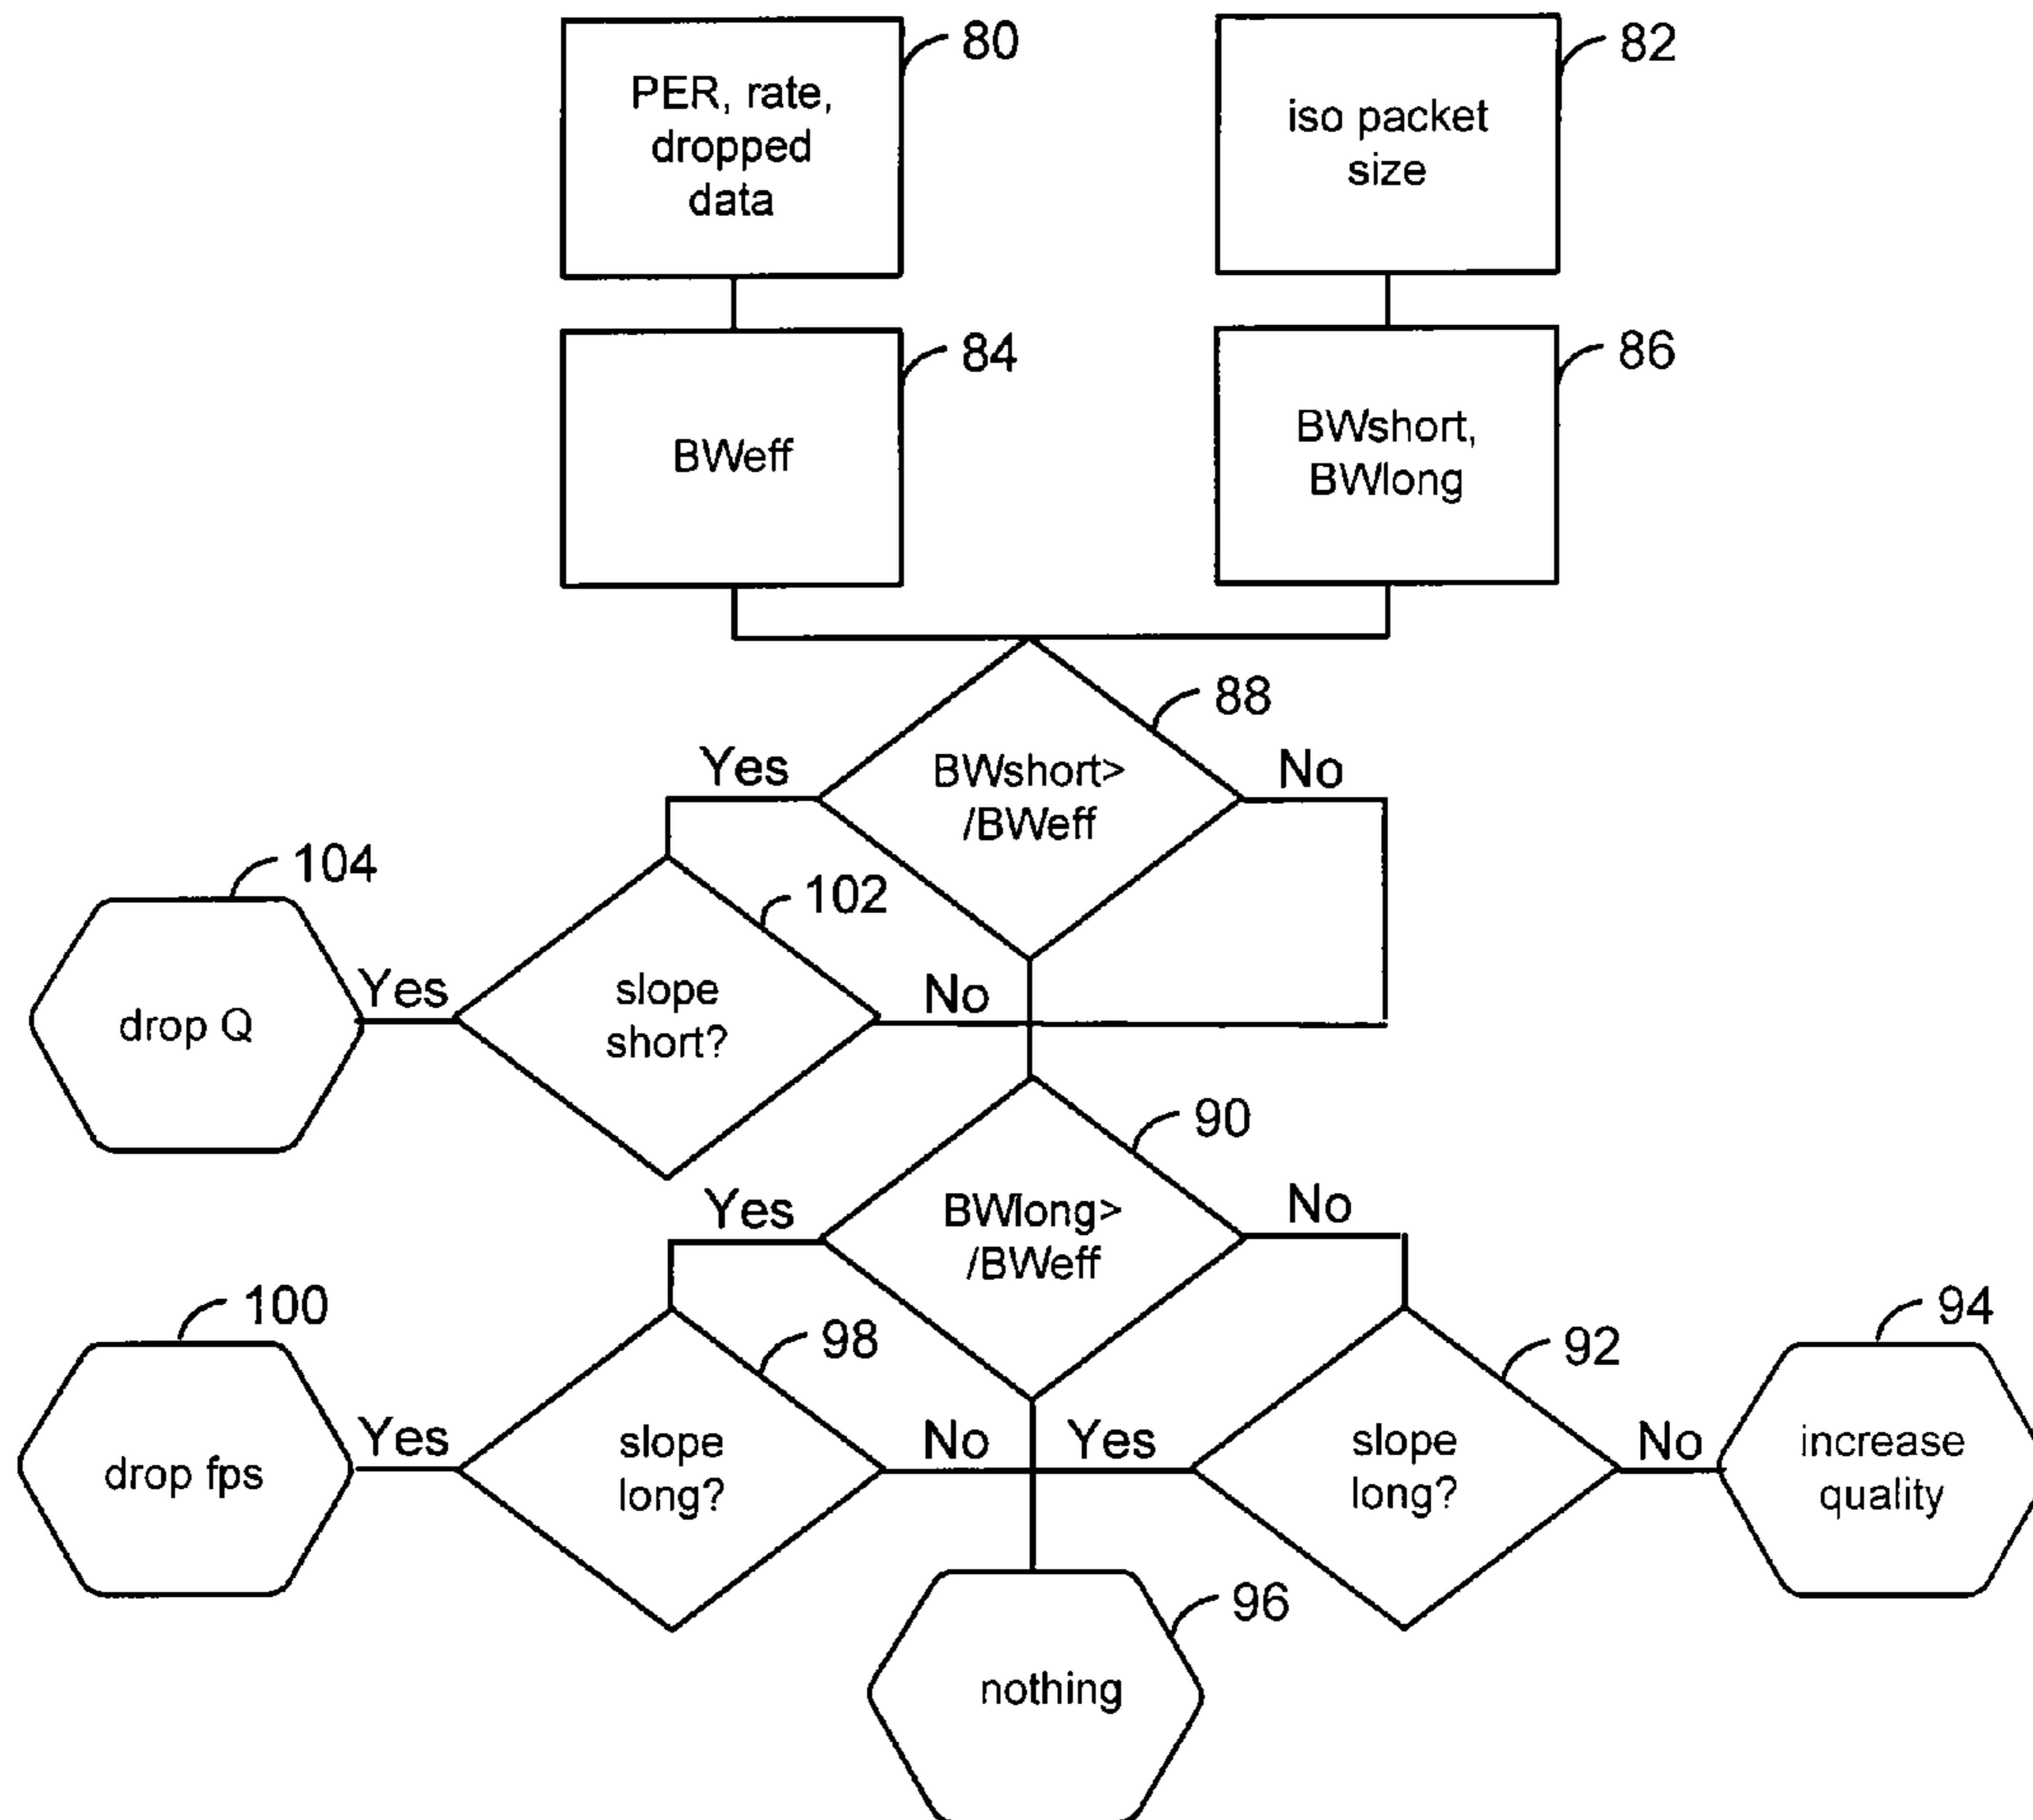 80
PER, rate,
dropped
data
82
iso packet
size
84
BWeff
86
BWshort,
BWlong
88
Yes
BWshort>
/BWeff
No
104
drop Q
Yes
102
slope
short?
No
90
Yes
BWlong>
/BWeff
No
100
drop fps
Yes
98
slope
long?
No
Yes
92
slope
long?
No
94
increase
quality
96
nothing